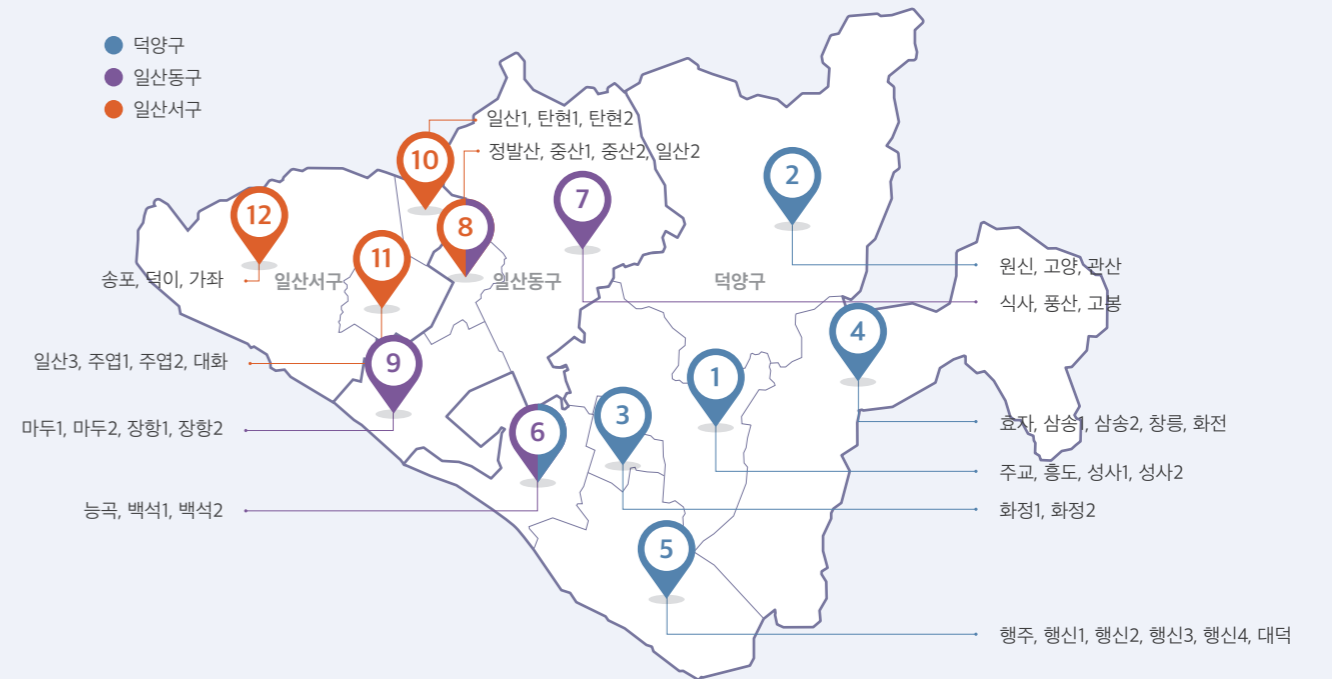 덕양구
일산동구
일산서구
일산1, 탄현1, 탄현2
정발산, 중산1, 중산2, 일산2
10
2
7
12
8
11
원신, 고양, 관산
송포, 덕이, 가좌
일산서구
일산동구
덕양구
식사, 풍산, 고봉
4
일산3, 주엽1, 주엽2, 대화
9
1
3
마두1, 마두2, 장항1, 장항2
6
효자, 삼송1, 삼송2, 창릉, 화전
주교, 흥도, 성사1, 성사2
능곡, 백석1, 백석2
화정1, 화정2
5
행주, 행신1, 행신2, 행신3, 행신4, 대덕